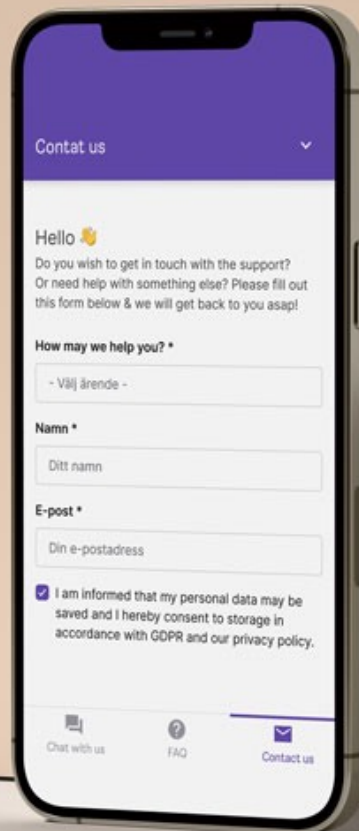 Contat us
Hello 👋
Do you wish to get in touch with the support?
Or need help with something else? Please fill out
this form below & we will get back to you asap!
How may we help you? *
- Välj ärende -
Namn *
Ditt namn
E-post *
Din e-postadress
I am informed that my personal data may be
saved and I hereby consent to storage in
accordance with GDPR and our privacy policy.
Chat with us
FAQ
Contact us